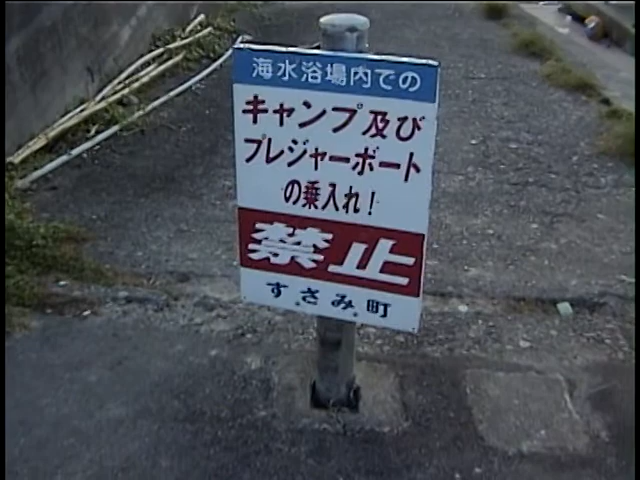 海水浴場内での
キャンプ及び
プレジャーボート
の乗入れ!
禁止
すさみ町